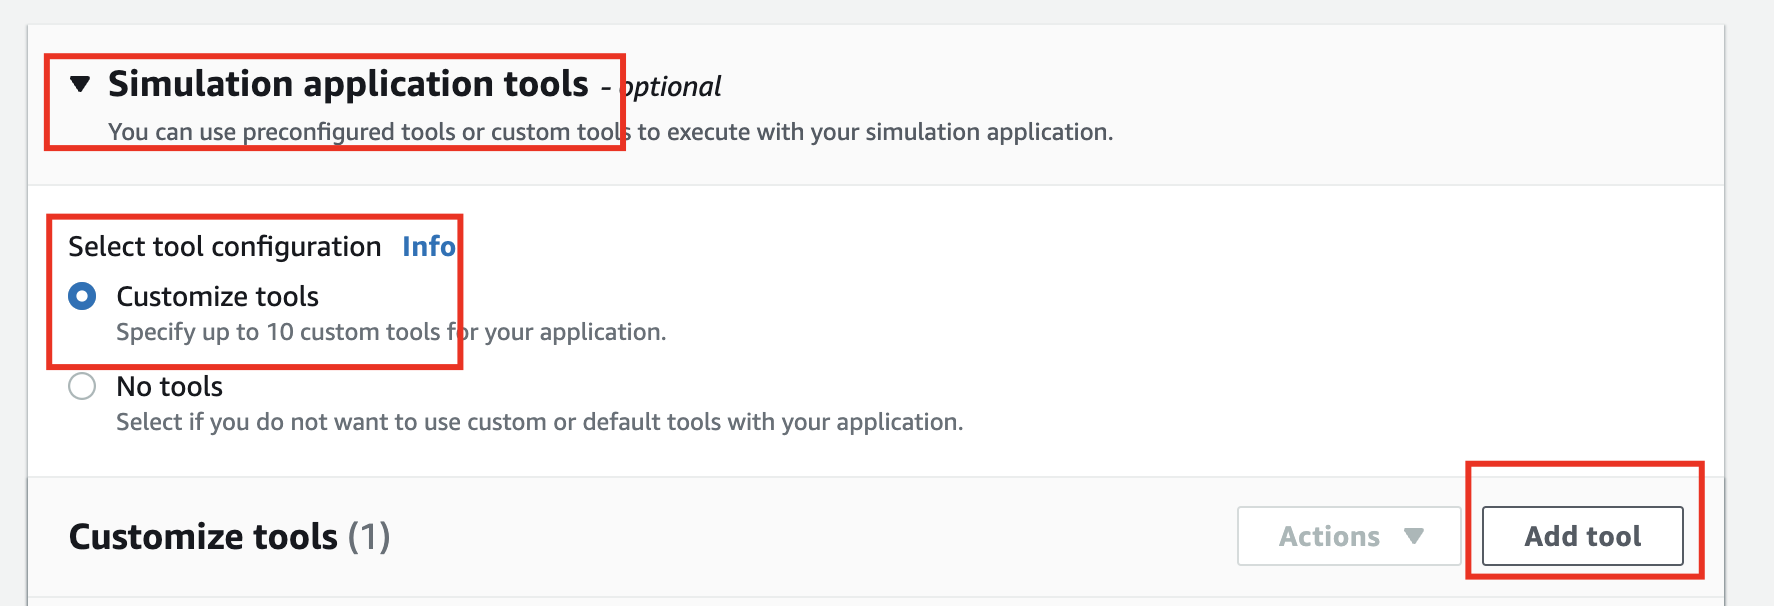 ▼ Simulation application tools - optional
You can use preconfigured tools or custom tools to execute with your simulation application.
Select tool configuration Info
Customize tools
Specify up to 10 custom tools for your application.
No tools
Select if you do not want to use custom or default tools with your application.
Customize tools (1) Actions ▼ Add tool